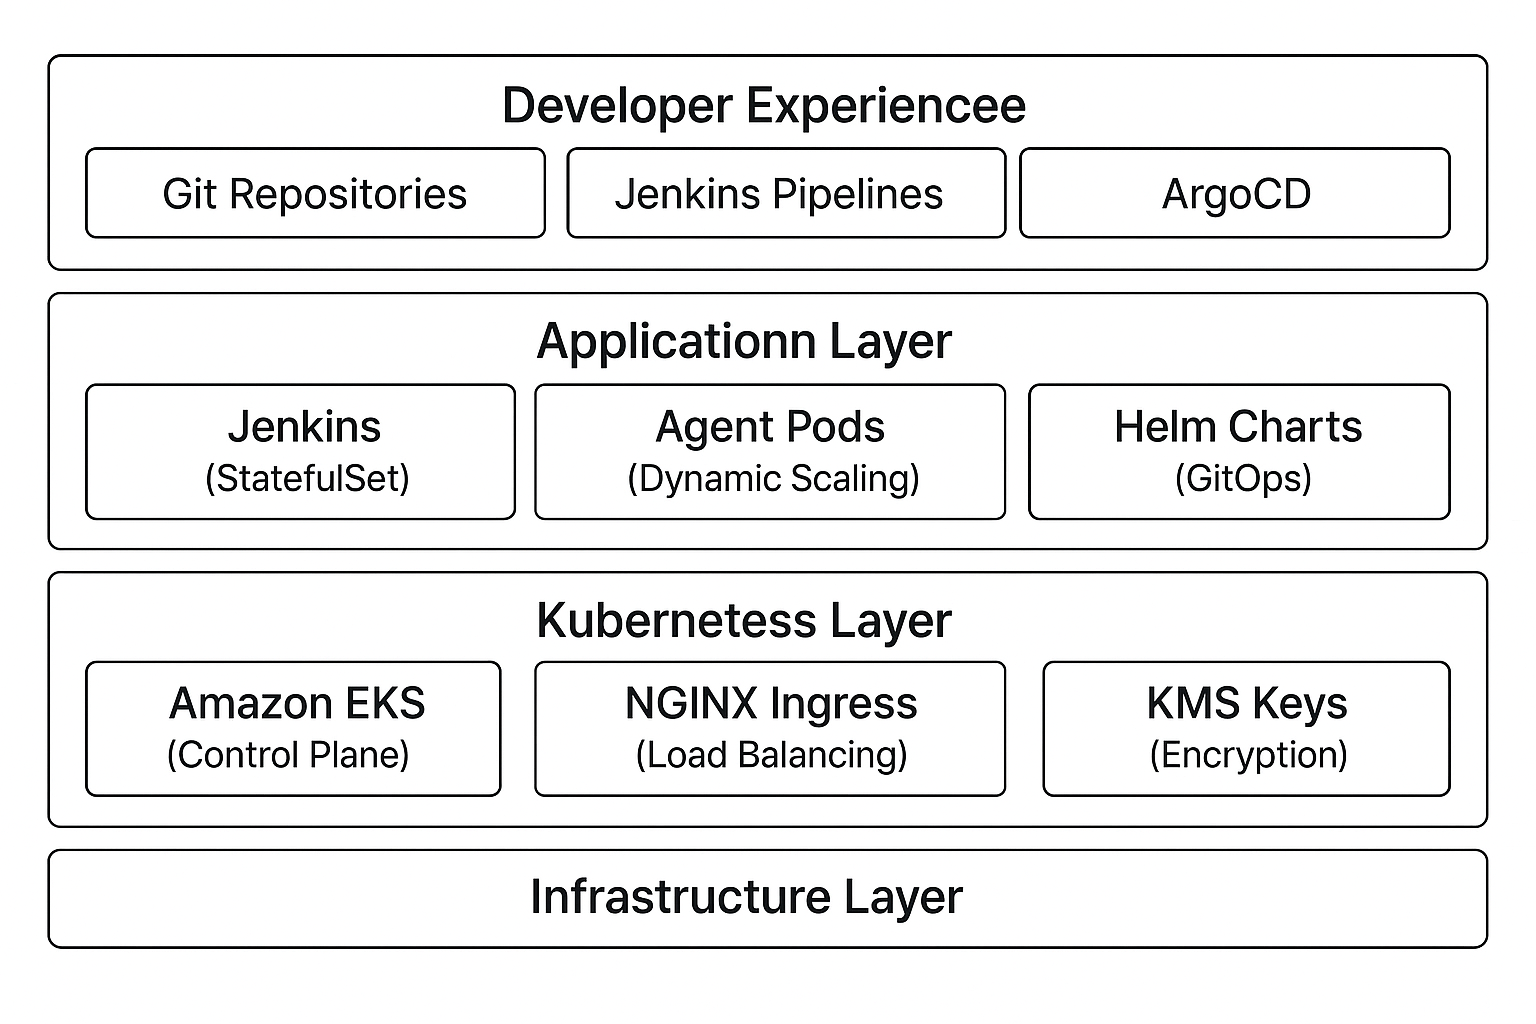 Developer Experiencee
Git Repositories
Jenkins Pipelines
ArgoCD
Applicationn Layer
Jenkins
(StatefulSet)
Agent Pods
(Dynamic Scaling)
Helm Charts
(GitOps)
Kubernetess Layer
Amazon EKS
(Control Plane)
NGINX Ingress
(Load Balancing)
KMS Keys
(Encryption)
Infrastructure Layer